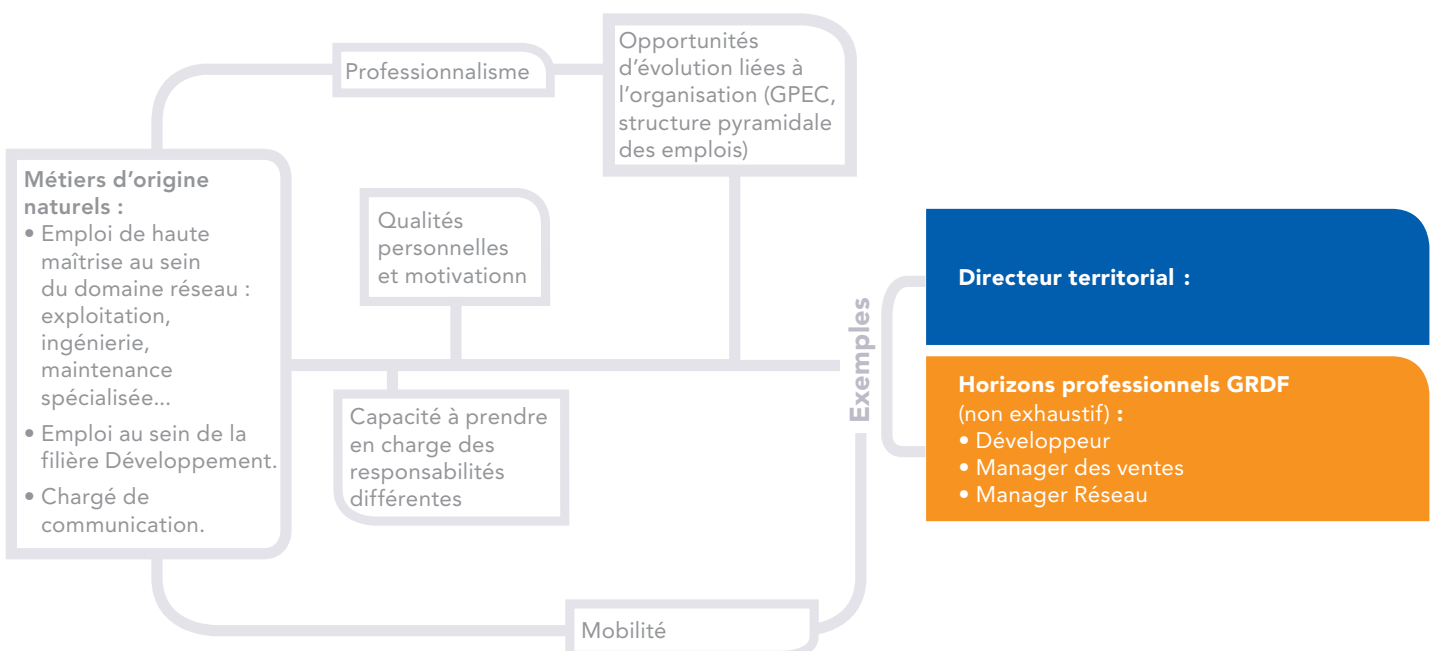 Professionnalisme
Opportunités
d'évolution liées à
l'organisation (GPEC,
structure pyramidale
des emplois)
Métiers d'origine
naturels :
• Emploi de haute
maîtrise au sein
du domaine réseau :
exploitation,
ingénierie,
maintenance
spécialisée...
• Emploi au sein de la
filière Développement.
• Chargé de
communication.
Qualités
personnelles
et motivationn
Capacité à prendre
en charge des
responsabilités
différentes
Mobilité
Exemples
Directeur territorial :
Horizons professionnels GRDF
(non exhaustif) :
• Développeur
• Manager des ventes
• Manager Réseau